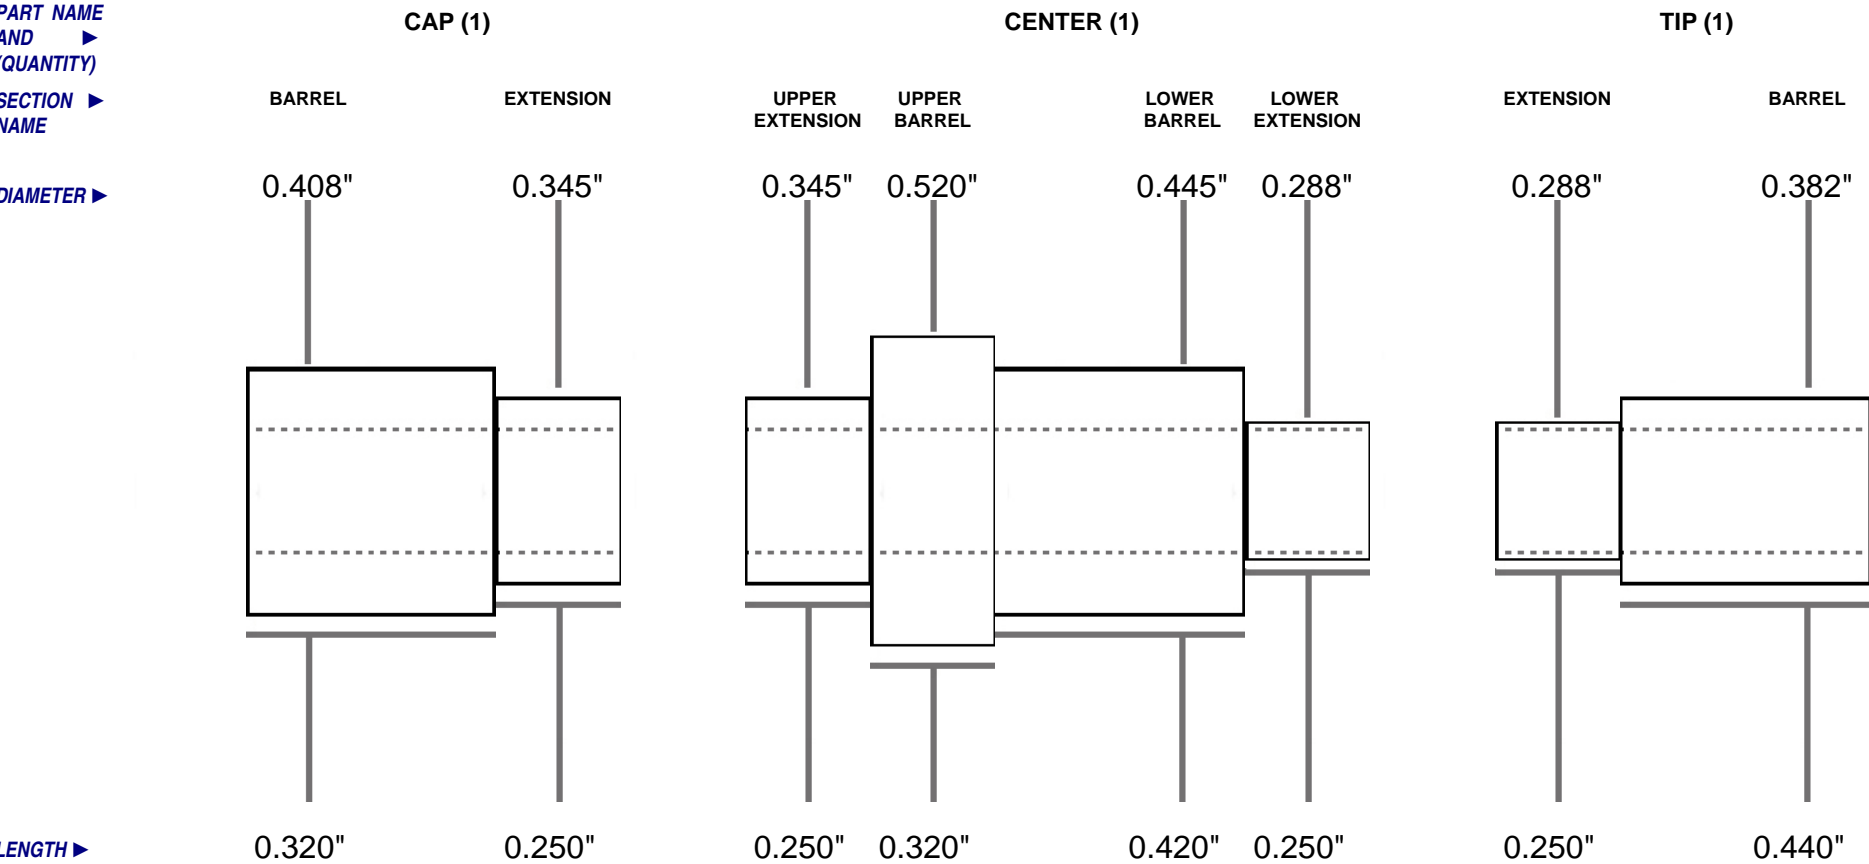 PART NAME CAP (1) CENTER (1) TIP (1)
AND ►
(QUANTITY)
SECTION ► BARREL EXTENSION UPPER UPPER LOWER LOWER EXTENSION BARREL
NAME EXTENSION BARREL BARREL EXTENSION
DIAMETER ► 0.408" 0.345" 0.345" 0.520" 0.445" 0.288" 0.288" 0.382"
LENGTH ► 0.320" 0.250" 0.250" 0.320" 0.420" 0.250" 0.250" 0.440"